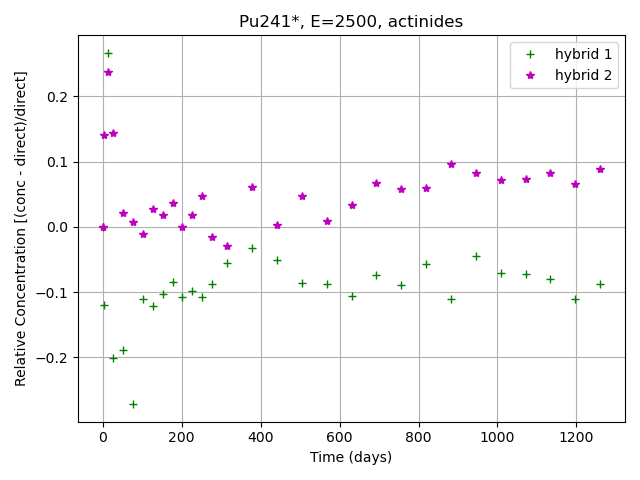 Pu241*, E=2500, actinides
hybrid 1
hybrid 2
Relative Concentration [(conc - direct)/direct]
0.2
0.1
0.0
−0.1
−0.2
0
200
400
600
800
1000
1200
Time (days)